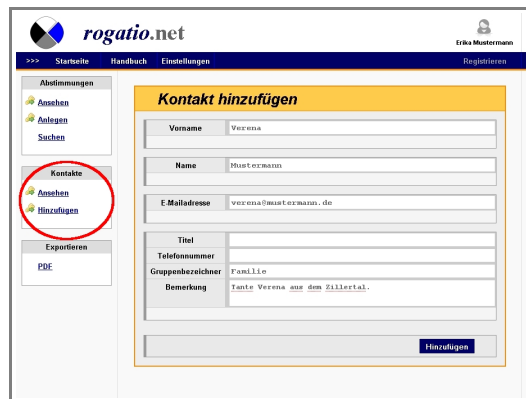 rogatio.net
Erika Mustermann
>>> Startseite Handbuch Einstellungen Registrieren
Abstimmungen
Ansehen
Anlegen
Suchen
Kontakte
Ansehen
Hinzufügen
Exportieren
PDF
Kontakt hinzufügen
Vorname Verena
Name Mustermann
E-Mailadresse verena@mustermann.de
Titel
Telefonnummer
Gruppenbezeichner Familie
Bemerkung Tante Verena aus dem Zillertal.
Hinzufügen